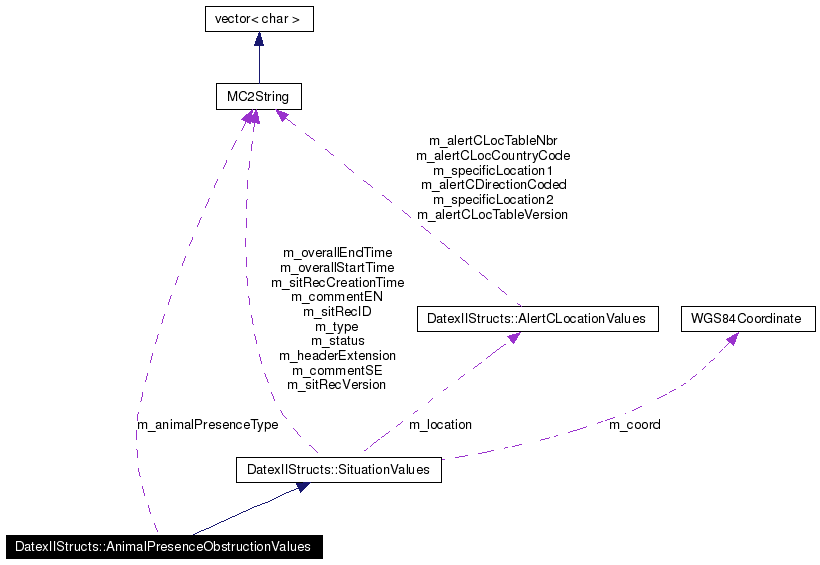 vector< char >
MC2String
m_alertCLocTableNbr
m_alertCLocCountryCode
m_specificLocation1
m_alertCDirectionCoded
m_specificLocation2
m_alertCLocTableVersion
m_overallEndTime
m_overallStartTime
m_sitRecCreationTime
m_commentEN
m_sitRecID
m_type
m_status
m_headerExtension
m_commentSE
m_sitRecVersion
DatexIIStructs::AlertCLocationValues
WGS84Coordinate
m_animalPresenceType
m_location
m_coord
DatexIIStructs::SituationValues
DatexIIStructs::AnimalPresenceObstructionValues